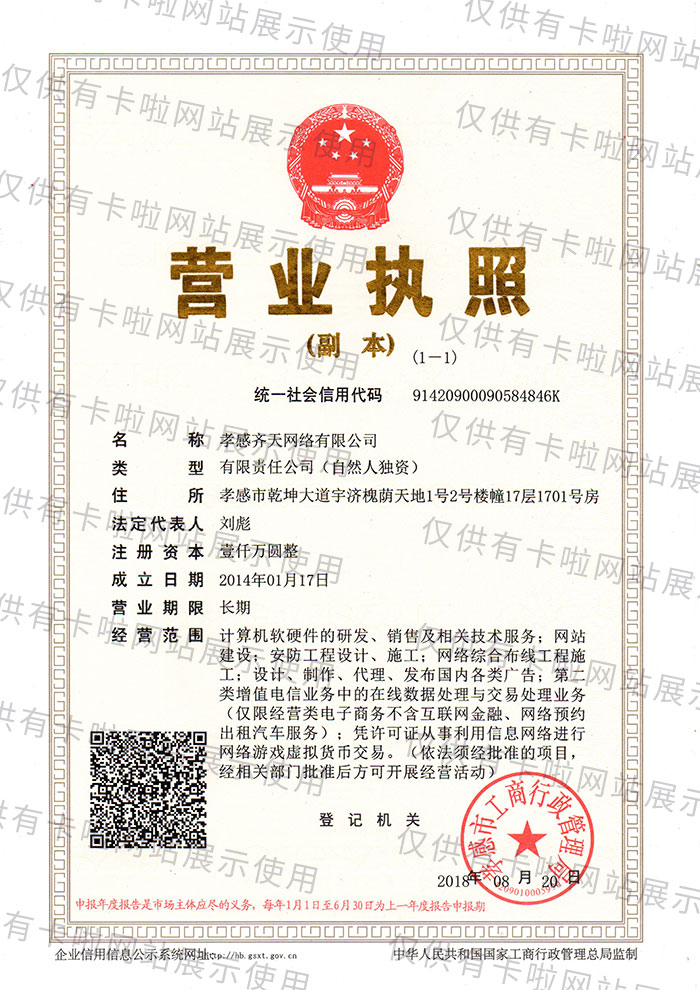 营业执照
(副 本)
(1-1)
统一社会信用代码 91420900090584846K
名称 孝感齐天网络有限公司
类型 有限责任公司（自然人独资）
住所 孝感市乾坤大道宇济槐荫天地1号2号楼幢17层1701号房
法定代表人 刘彪
注册资本 壹仟万圆整
成立日期 2014年01月17日
营业期限 长期
经营范围 计算机软硬件的研发、销售及相关技术服务；网站
建设；安防工程设计、施工；网络综合布线工程施
工；设计、制作、代理、发布国内各类广告；第二
类增值电信业务中的在线数据处理与交易处理业务
（仅限经营类电子商务不含互联网金融、网络预约
出租汽车服务）；凭许可证从事利用信息网络进行
网络游戏虚拟货币交易。（依法须经批准的项目，
经相关部门批准后方可开展经营活动）
登记机关
孝感市工商行政管理局
2018年 08月 20日
申报年度报告是市场主体应尽的义务，每年1月1日至6月30日为上一年度报告申报期
企业信用信息公示系统网址:http://hb.gsxt.gov.cn
中华人民共和国国家工商行政管理总局监制
仅供有卡啦网站展示使用